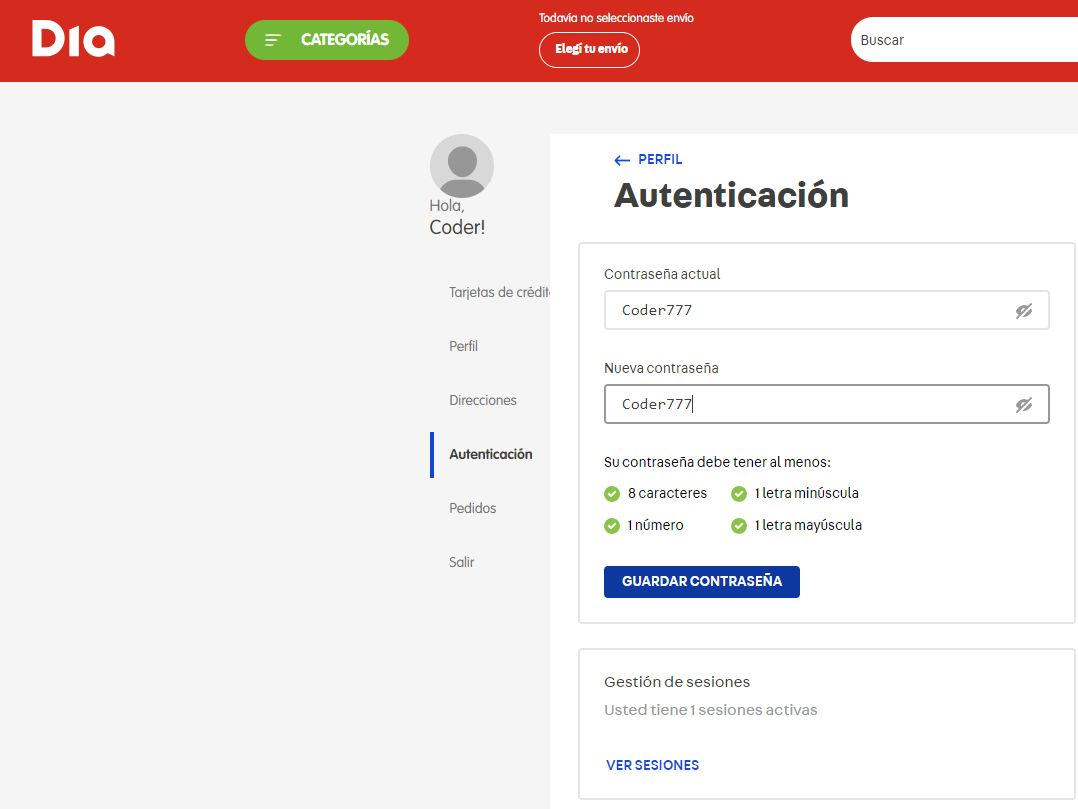 Dia
CATEGORÍAS
Todavía no seleccionaste envío
Elegí tu envío
Buscar
Hola,
Coder!
Tarjetas de crédit
Perfil
Direcciones
Autenticación
Pedidos
Salir
← PERFIL
Autenticación
Contraseña actual
Coder777
Nueva contraseña
Coder777
Su contraseña debe tener al menos:
8 caracteres 1 letra minúscula
1 número 1 letra mayúscula
GUARDAR CONTRASEÑA
Gestión de sesiones
Usted tiene 1 sesiones activas
VER SESIONES